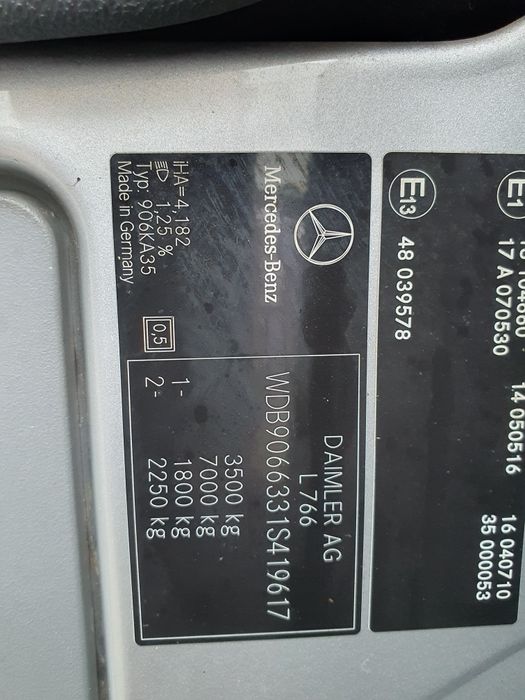 17 A 070530
14 050516
16 040710
E13
48 039578
35 000053
Mercedes-Benz
DAIMLER AG
L 766
WDB9066331S419617
3500 kg
7000 kg
1- 1800 kg
2- 2250 kg
iHA=4,182
1,25 %
0,5
Typ: 906KA35
Made in Germany
E1